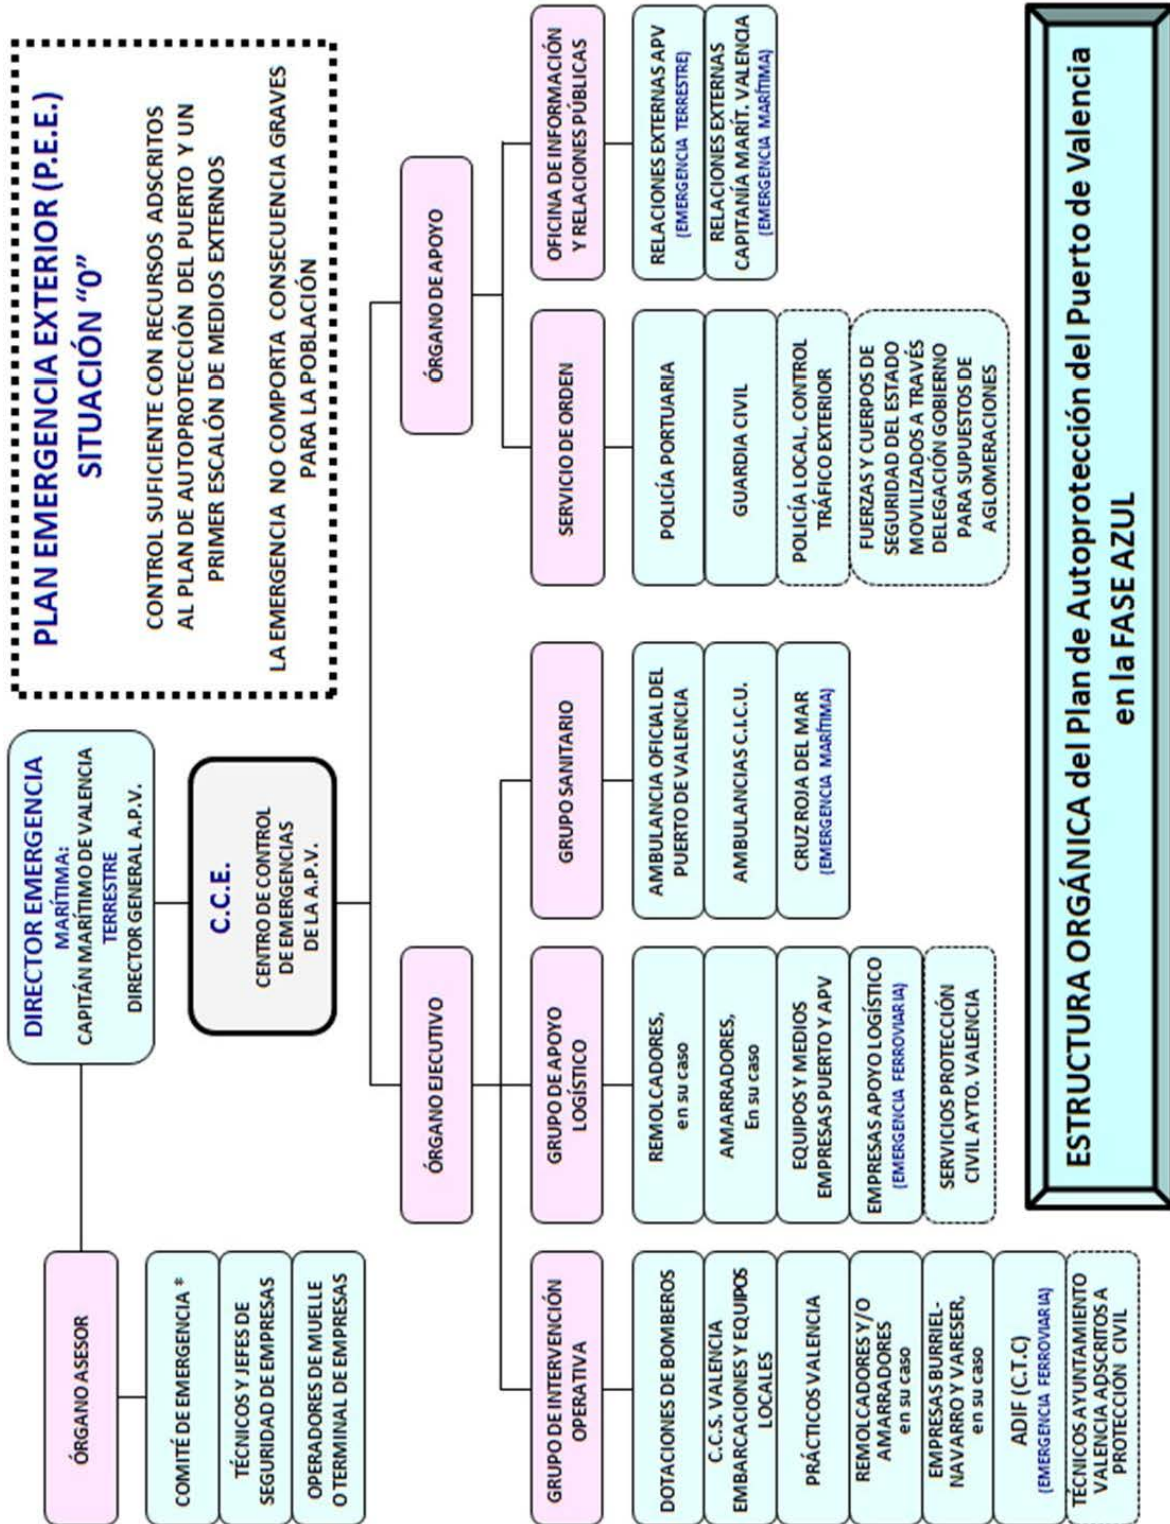 DIRECTOR EMERGENCIA
MARÍTIMA:
CAPITÁN MARÍTIMO DE VALENCIA
TERRESTRE
DIRECTOR GENERAL A.P.V.
PLAN EMERGENCIA EXTERIOR (P.E.E.)
SITUACIÓN “0”
CONTROL SUFICIENTE CON RECURSOS ADSCRITOS
AL PLAN DE AUTOPROTECCIÓN DEL PUERTO Y UN
PRIMER ESCALÓN DE MEDIOS EXTERNOS
LA EMERGENCIA NO COMPORTA CONSECUENCIA GRAVES
PARA LA POBLACIÓN
ÓRGANO ASESOR
COMITÉ DE EMERGENCIA *
TÉCNICOS Y JEFES DE
SEGURIDAD DE EMPRESAS
OPERADORES DE MUELLE
O TERMINAL DE EMPRESAS
C.C.E.
CENTRO DE CONTROL
DE EMERGENCIAS
DE LA A.P.V.
ÓRGANO EJECUTIVO
ÓRGANO DE APOYO
GRUPO DE INTERVENCIÓN
OPERATIVA
DOTACIONES DE BOMBEROS
C.C.S. VALENCIA
EMBARCACIONES Y EQUIPOS
LOCALES
PRÁCTICOS VALENCIA
REMOLCADORES Y/O
AMARRADORES
en su caso
EMPRESAS BURRIEL-
NAVARRO Y VARESER,
en su caso
ADIF (C.T.C)
(EMERGENCIA FERROVIARIA)
TÉCNICOS AYUNTAMIENTO
VALENCIA ADSCRITOS A
PROTECCION CIVIL
GRUPO DE APOYO
LOGÍSTICO
REMOLCADORES,
en su caso
AMARRADORES,
En su caso
EQUIPOS Y MEDIOS
EMPRESAS PUERTO Y APV
EMPRESAS APOYO LOGÍSTICO
(EMERGENCIA FERROVIARIA)
SERVICIOS PROTECCIÓN
CIVIL AYTO. VALENCIA
GRUPO SANITARIO
AMBULANCIA OFICIAL DEL
PUERTO DE VALENCIA
AMBULANCIAS C.I.C.U.
CRUZ ROJA DEL MAR
(EMERGENCIA MARÍTIMA)
SERVICIO DE ORDEN
POLICÍA PORTUARIA
GUARDIA CIVIL
POLICÍA LOCAL, CONTROL
TRÁFICO EXTERIOR
FUERZAS Y CUERPOS DE
SEGURIDAD DEL ESTADO
MOVILIZADOS A TRAVÉS
DELEGACIÓN GOBIERNO
PARA SUPUESTOS DE
AGLOMERACIONES
OFICINA DE INFORMACIÓN
Y RELACIONES PÚBLICAS
RELACIONES EXTERNAS APV
(EMERGENCIA TERRESTRE)
RELACIONES EXTERNAS
CAPITANÍA MARÍT. VALENCIA
(EMERGENCIA MARÍTIMA)
ESTRUCTURA ORGÁNICA del Plan de Autoprotección del Puerto de Valencia
en la FASE AZUL